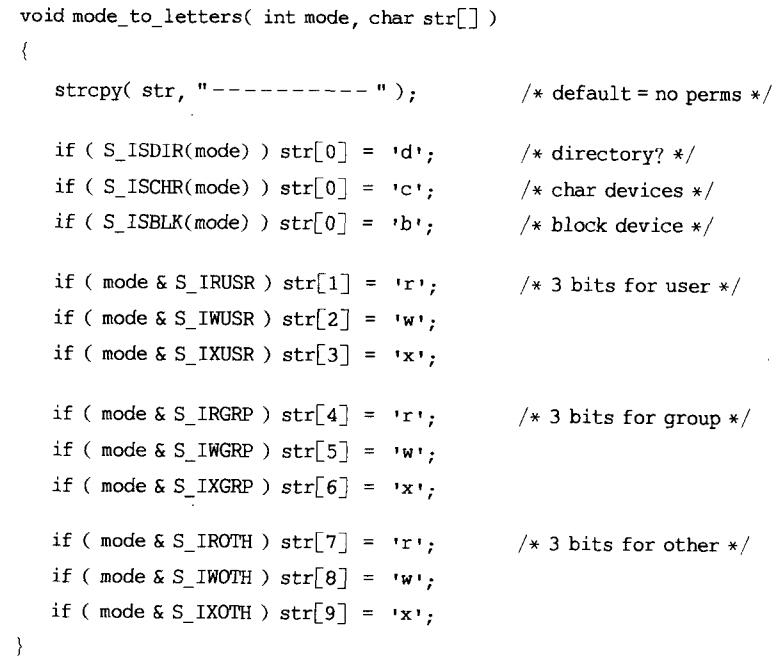 void mode_to_letters( int mode, char str[] )
{
strcpy( str, "---------- " ); /* default = no perms */
if ( S_ISDIR(mode) ) str[0] = 'd'; /* directory? */
if ( S_ISCHR(mode) ) str[0] = 'c'; /* char devices */
if ( S_ISBLK(mode) ) str[0] = 'b'; /* block device */
if ( mode & S_IRUSR ) str[1] = 'r'; /* 3 bits for user */
if ( mode & S_IWUSR ) str[2] = 'w';
if ( mode & S_IXUSR ) str[3] = 'x';
if ( mode & S_IRGRP ) str[4] = 'r'; /* 3 bits for group */
if ( mode & S_IWGRP ) str[5] = 'w';
if ( mode & S_IXGRP ) str[6] = 'x';
if ( mode & S_IROTH ) str[7] = 'r'; /* 3 bits for other */
if ( mode & S_IWOTH ) str[8] = 'w';
if ( mode & S_IXOTH ) str[9] = 'x';
}